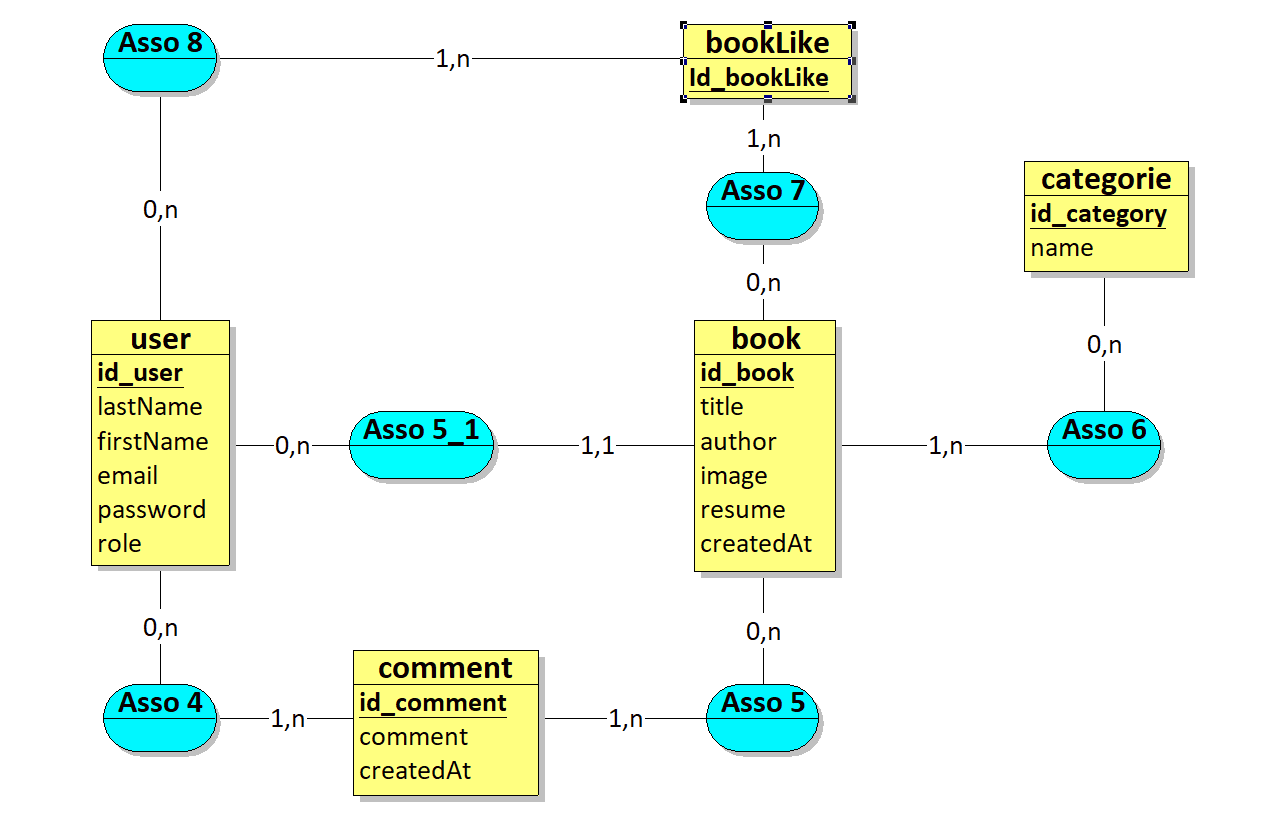 Asso 8
1,n
bookLike
Id_bookLike
1,n
Asso 7
0,n
categorie
id_category
name
0,n
0,n
user
id_user
lastName
firstName
email
password
role
0,n
Asso 5_1
1,1
book
id_book
title
author
image
resume
createdAt
1,n
Asso 6
0,n
0,n
Asso 4
1,n
comment
id_comment
comment
createdAt
1,n
Asso 5